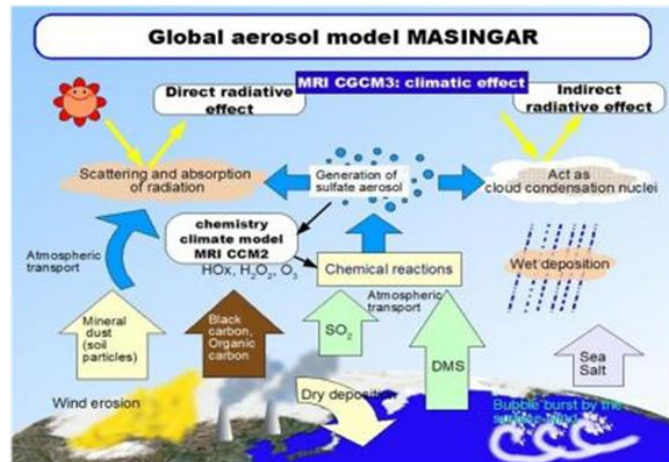 Global aerosol model MASINGAR
Direct radiative
effect
MRI CGCM3: climatic effect
Indirect
radiative effect
Scattering and absorption
of radiation
Generation of
sulfate aerosol
Act as
cloud condensation nuclei
chemistry
climate model
MRI CCM2
HOx, H2O2, O3
Atmospheric
transport
Chemical reactions
Wet deposition
Atmospheric
transport
Mineral
dust
(soil
particles)
Black
carbon,
Organic
carbon
SO2
DMS
Sea
Salt
Wind erosion
Dry deposition
Bubble burst by the
surface wind